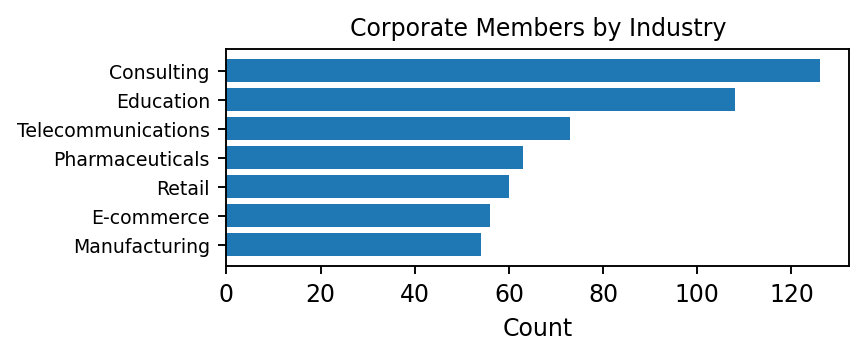 Corporate Members by Industry
Consulting
Education
Telecommunications
Pharmaceuticals
Retail
E-commerce
Manufacturing
0 20 40 60 80 100 120
Count